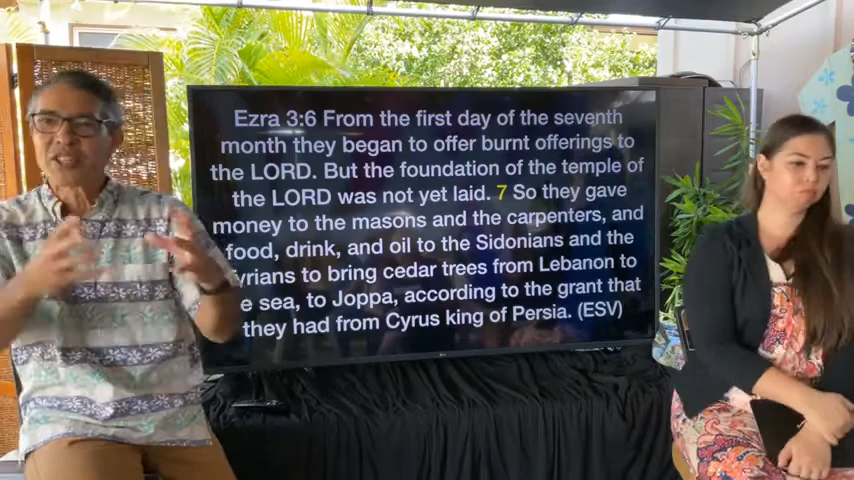 Ezra 3:6 From the first day of the seventh
month they began to offer burnt offerings to
the LORD. But the foundation of the temple of
the LORD was not yet laid. 7 So they gave
money to the masons and the carpenters, and
food, drink, and oil to the Sidonians and the
yrians to bring cedar trees from Lebanon to
e sea, to Joppa, according to the grant that
they had from Cyrus king of Persia. (ESV)
LG